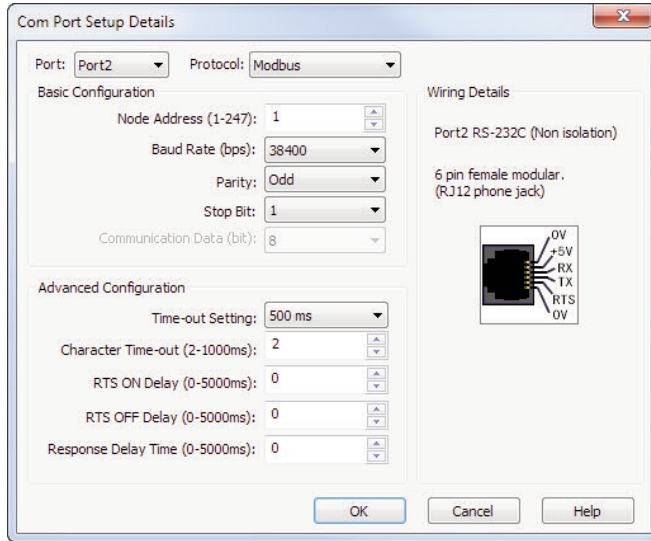 Com Port Setup Details
Port: Port2 Protocol: Modbus
Basic Configuration
Node Address (1-247): 1
Baud Rate (bps): 38400
Parity: Odd
Stop Bit: 1
Communication Data (bit): 8
Advanced Configuration
Time-out Setting: 500 ms
Character Time-out (2-1000ms): 2
RTS ON Delay (0-5000ms): 0
RTS OFF Delay (0-5000ms): 0
Response Delay Time (0-5000ms): 0
Wiring Details
Port2 RS-232C (Non isolation)
6 pin female modular.
(RJ12 phone jack)
0V
+5V
RX
TX
RTS
0V
OK Cancel Help